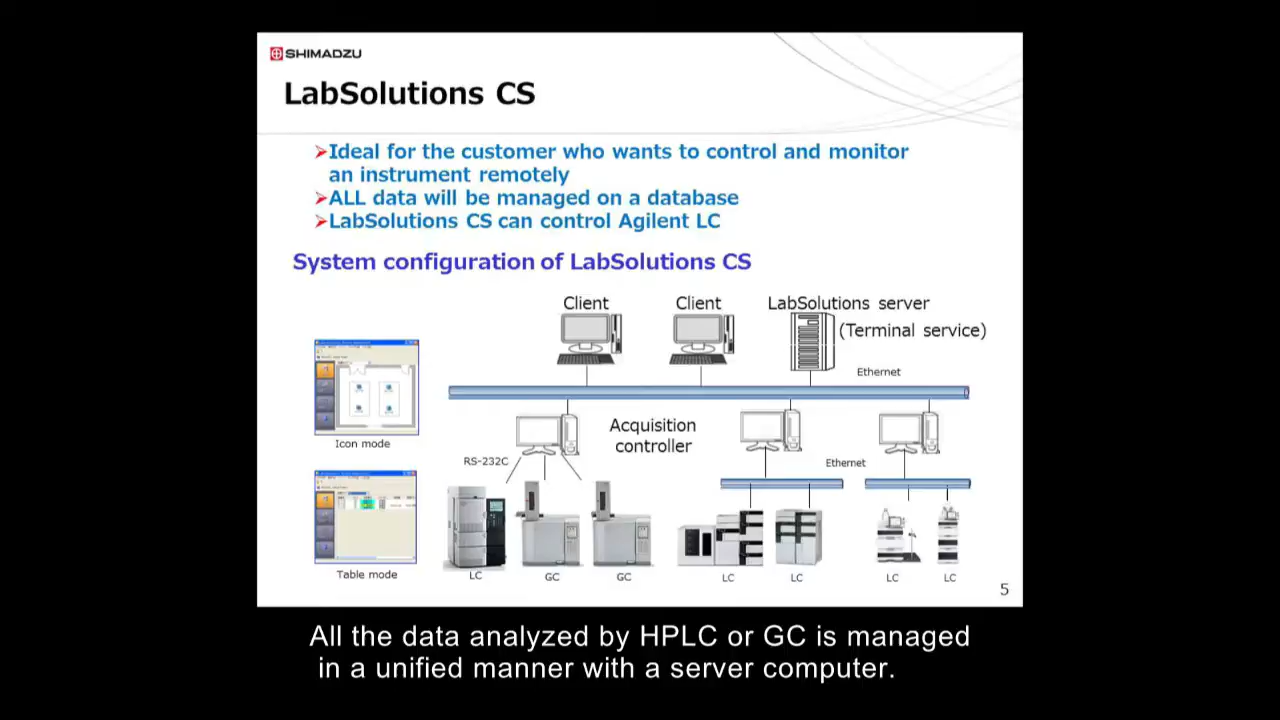 SHIMADZU
LabSolutions CS
Ideal for the customer who wants to control and monitor
an instrument remotely
ALL data will be managed on a database
LabSolutions CS can control Agilent LC
System configuration of LabSolutions CS
Client
Client
LabSolutions server
(Terminal service)
Ethernet
Icon mode
Acquisition
controller
RS-232C
Ethernet
Table mode
LC
GC
GC
LC
LC
LC
LC
5
All the data analyzed by HPLC or GC is managed
in a unified manner with a server computer.